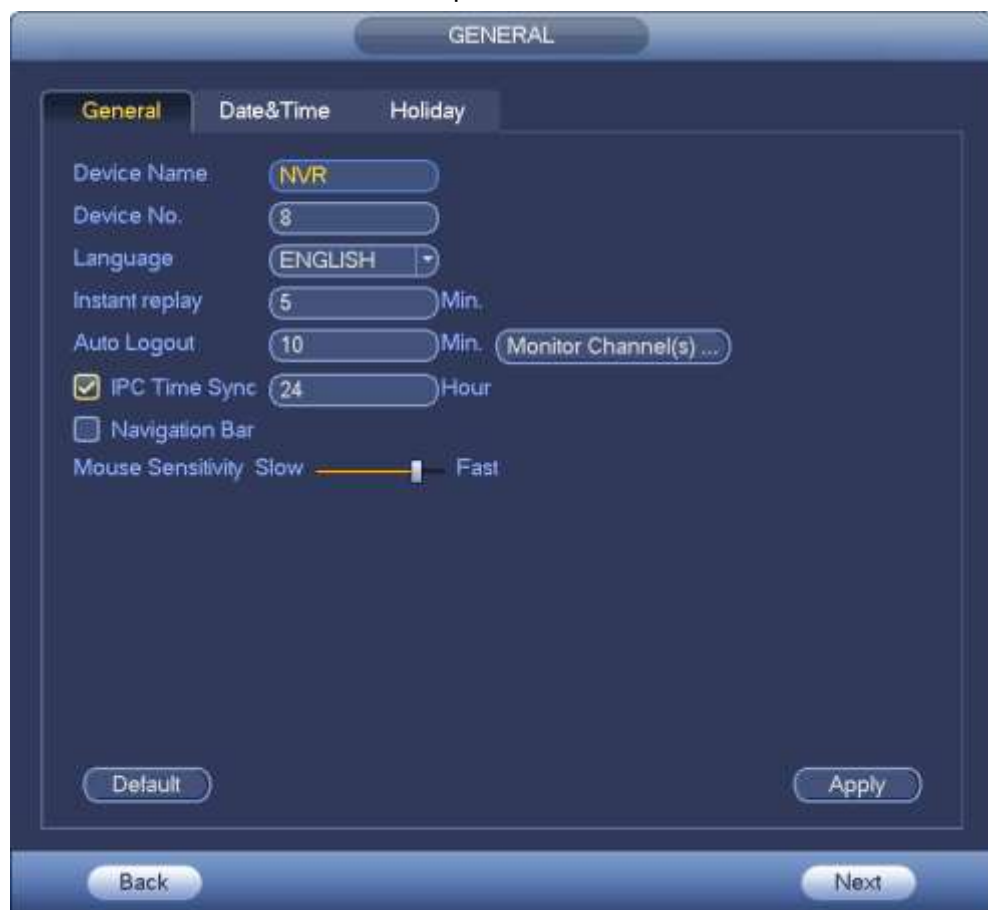 GENERAL
General Date&Time Holiday
Device Name NVR
Device No. 8
Language ENGLISH
Instant replay 5 Min.
Auto Logout 10 Min. Monitor Channel(s) ...
IPC Time Sync 24 Hour
Navigation Bar
Mouse Sensitivity Slow Fast
Default Apply
Back Next